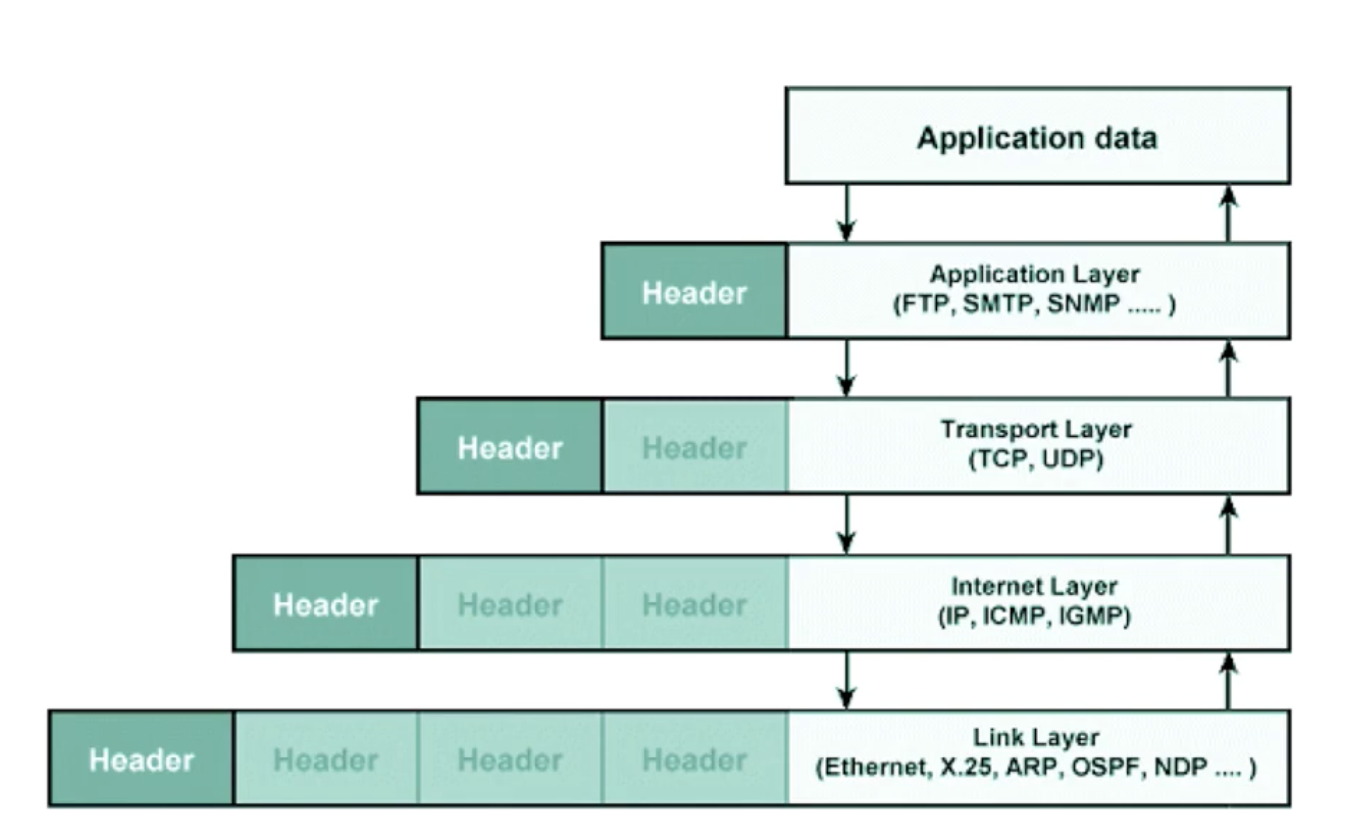 Application data
Header
Application Layer
(FTP, SMTP, SNMP ..... )
Header
Header
Transport Layer
(TCP, UDP)
Header
Header
Header
Internet Layer
(IP, ICMP, IGMP)
Header
Header
Header
Header
Link Layer
(Ethernet, X.25, ARP, OSPF, NDP .... )